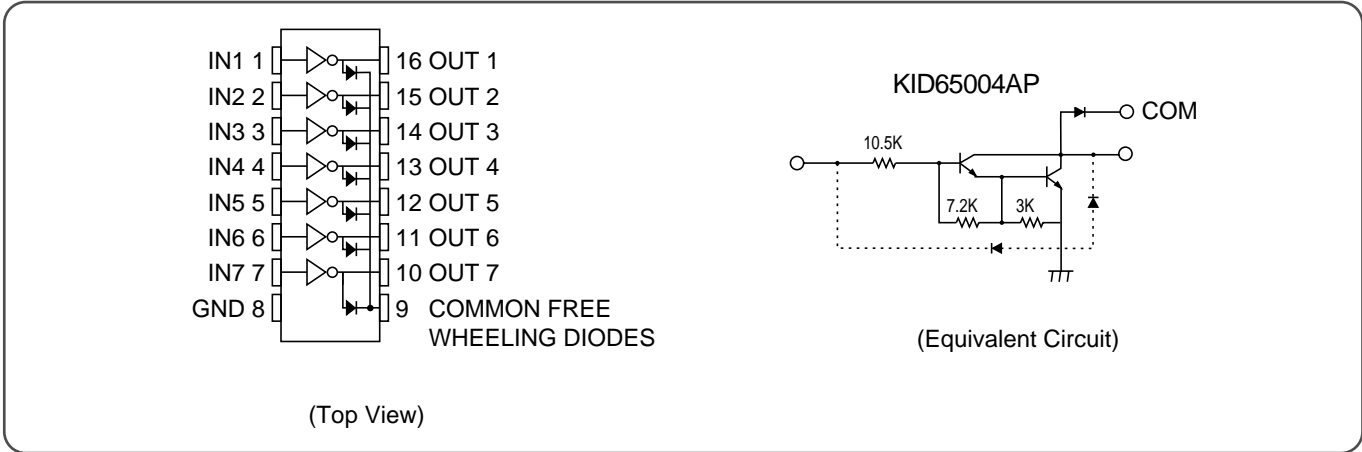 IN1 1
16 OUT 1
IN2 2
15 OUT 2
IN3 3
14 OUT 3
IN4 4
13 OUT 4
IN5 5
12 OUT 5
IN6 6
11 OUT 6
IN7 7
10 OUT 7
GND 8
9 COMMON FREE
WHEELING DIODES
(Top View)
KID65004AP
COM
10.5K
7.2K
3K
(Equivalent Circuit)